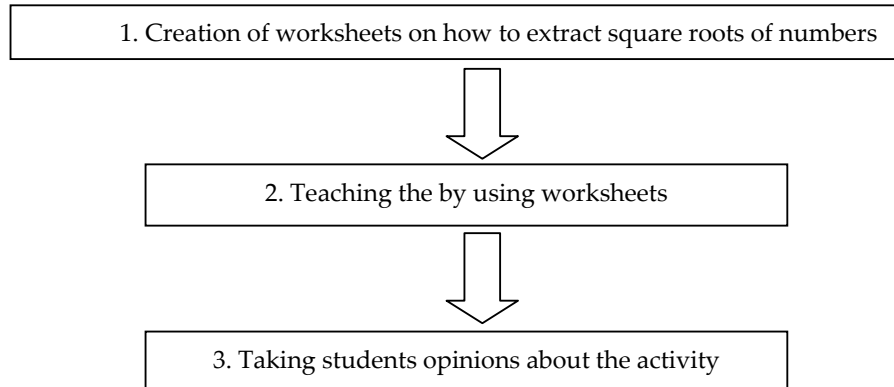 1. Creation of worksheets on how to extract square roots of numbers
2. Teaching the by using worksheets
3. Taking students opinions about the activity